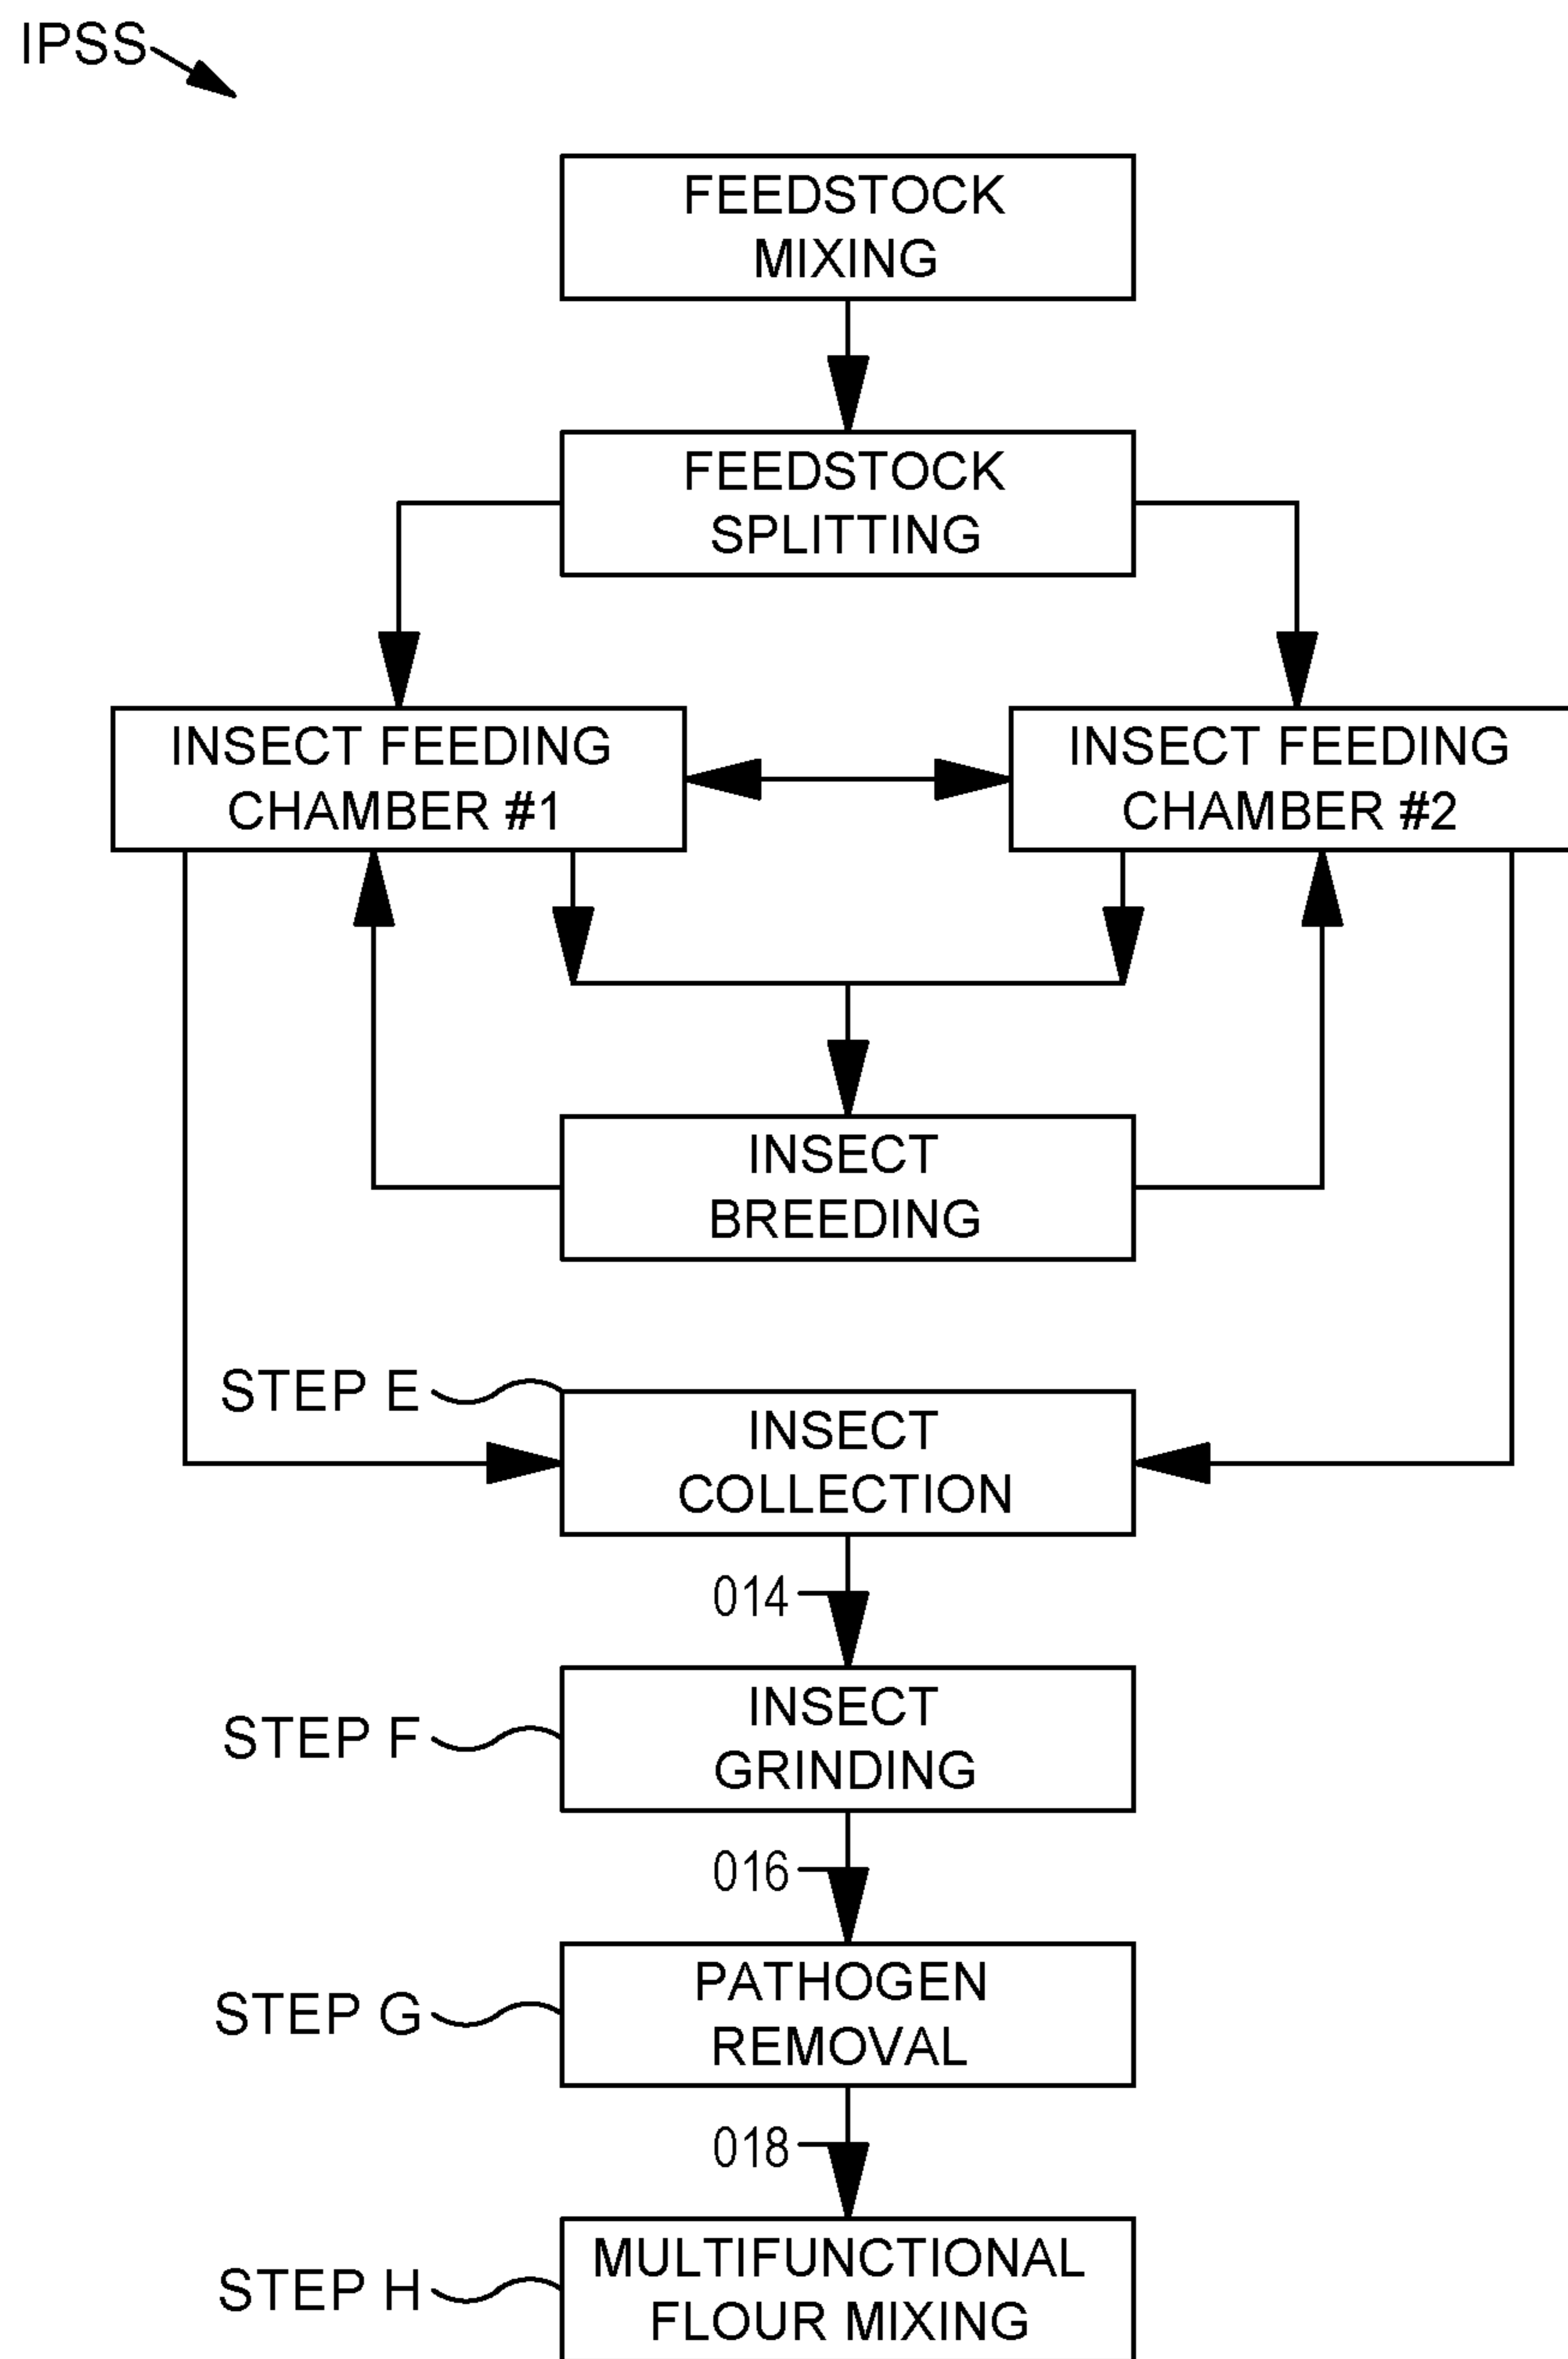 IPSS
FEEDSTOCK
MIXING
FEEDSTOCK
SPLITTING
INSECT FEEDING
CHAMBER #1
INSECT FEEDING
CHAMBER #2
INSECT
BREEDING
STEP E
INSECT
COLLECTION
014
STEP F
INSECT
GRINDING
016
STEP G
PATHOGEN
REMOVAL
018
STEP H
MULTIFUNCTIONAL
FLOUR MIXING